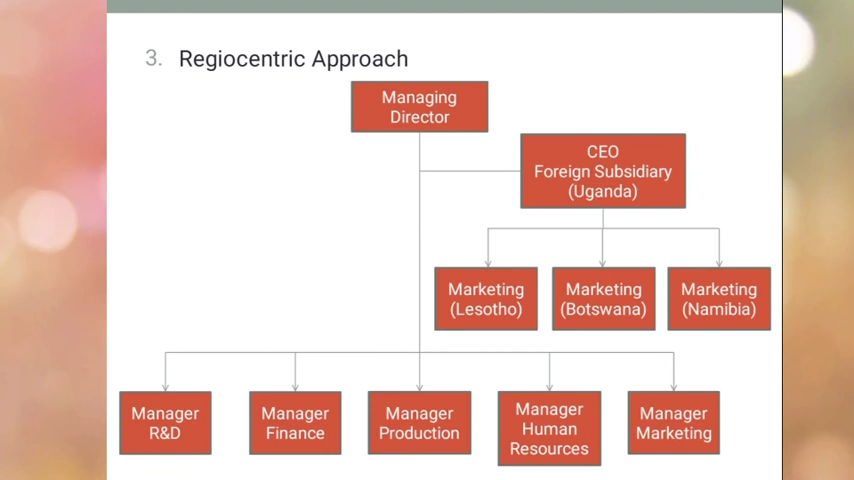 3. Regiocentric Approach
Managing
Director
CEO
Foreign Subsidiary
(Uganda)
Marketing
(Lesotho)
Marketing
(Botswana)
Marketing
(Namibia)
Manager
R&D
Manager
Finance
Manager
Production
Manager
Human
Resources
Manager
Marketing